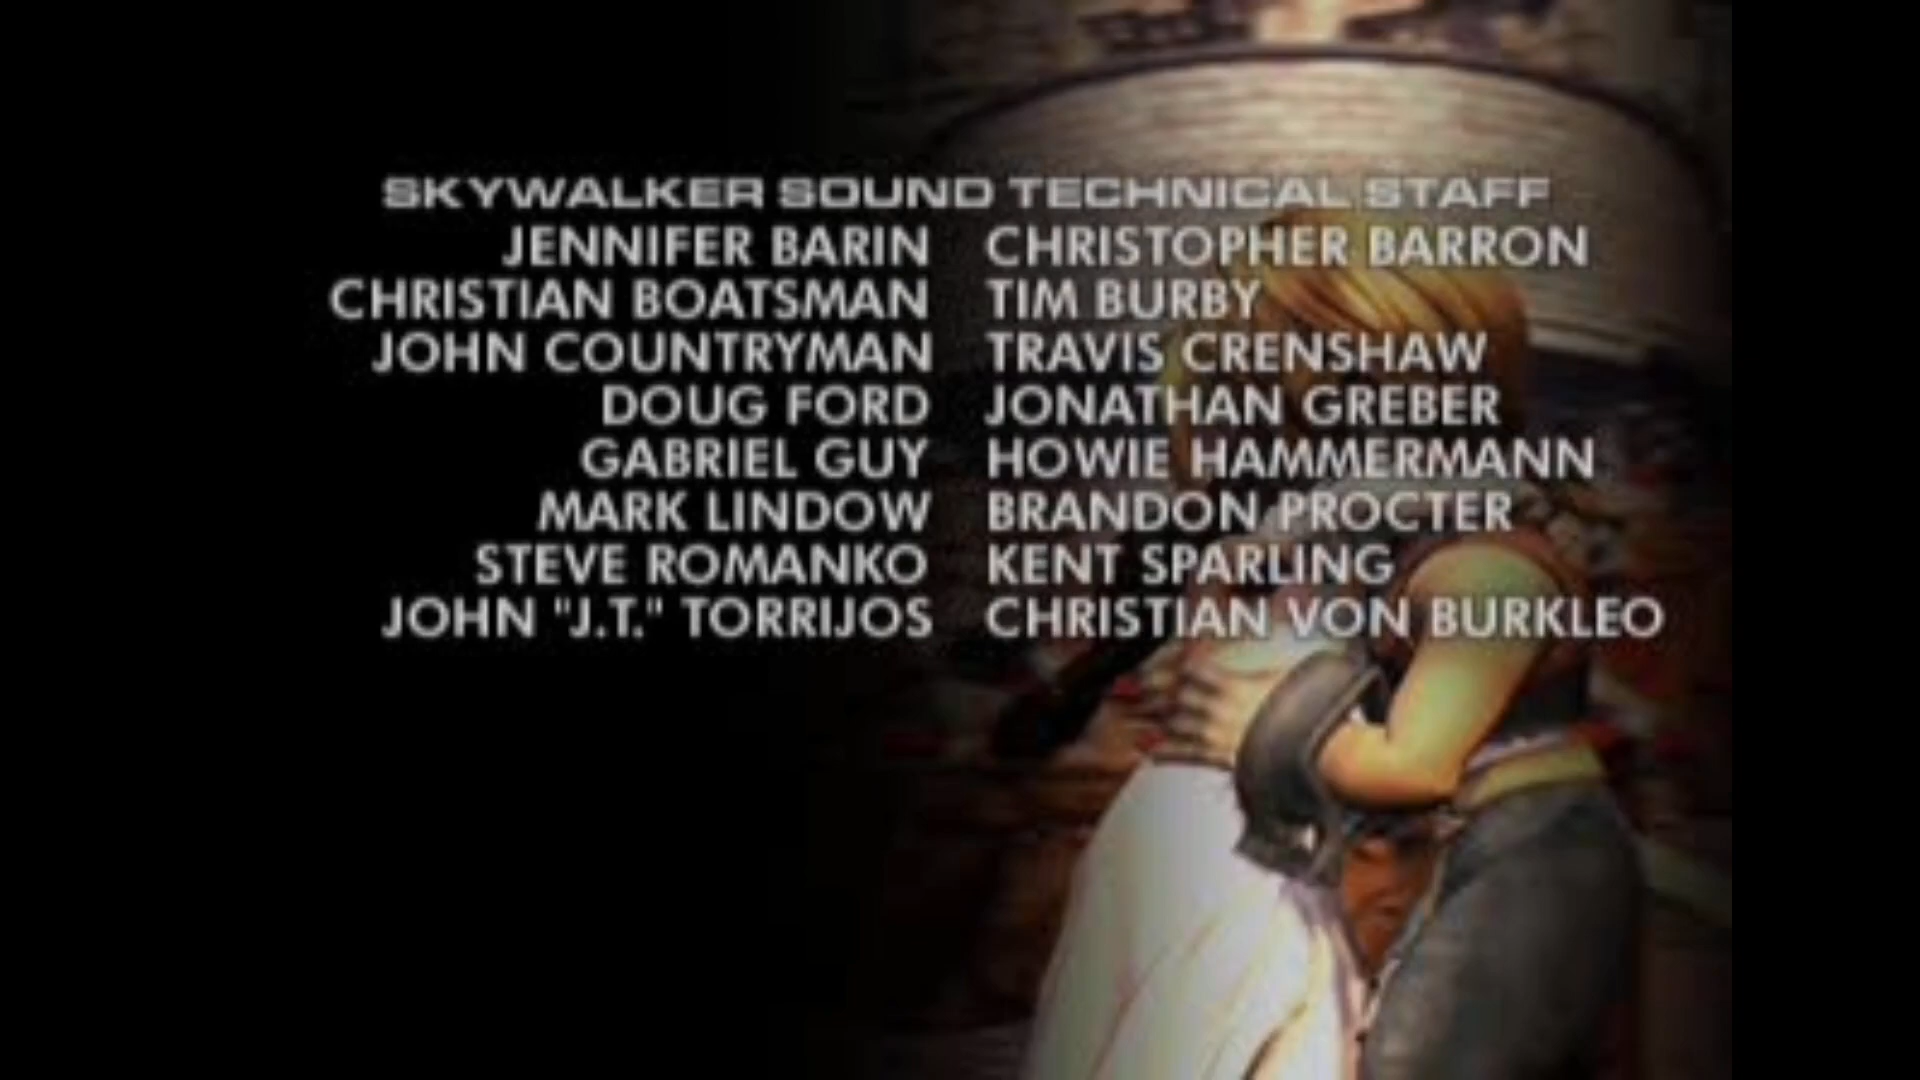 SKYWALKER SOUND TECHNICAL STAFF
JENNIFER BARIN CHRISTOPHER BARRON
CHRISTIAN BOATSMAN TIM BURBY
JOHN COUNTRYMAN TRAVIS CRENSHAW
DOUG FORD JONATHAN GREBER
GABRIEL GUY HOWIE HAMMERMANN
MARK LINDOW BRANDON PROCTER
STEVE ROMANKO KENT SPARLING
JOHN "J.T." TORRIJOS CHRISTIAN VON BURKLEO